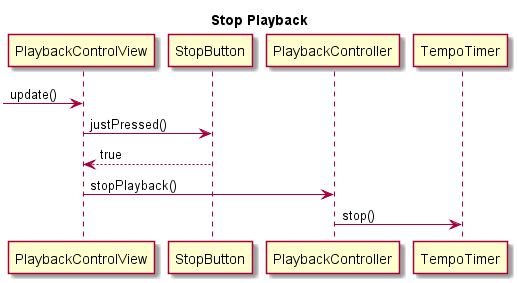 Stop Playback
PlaybackControlView StopButton PlaybackController TempoTimer
update()
justPressed()
true
stopPlayback()
stop()
PlaybackControlView StopButton PlaybackController TempoTimer